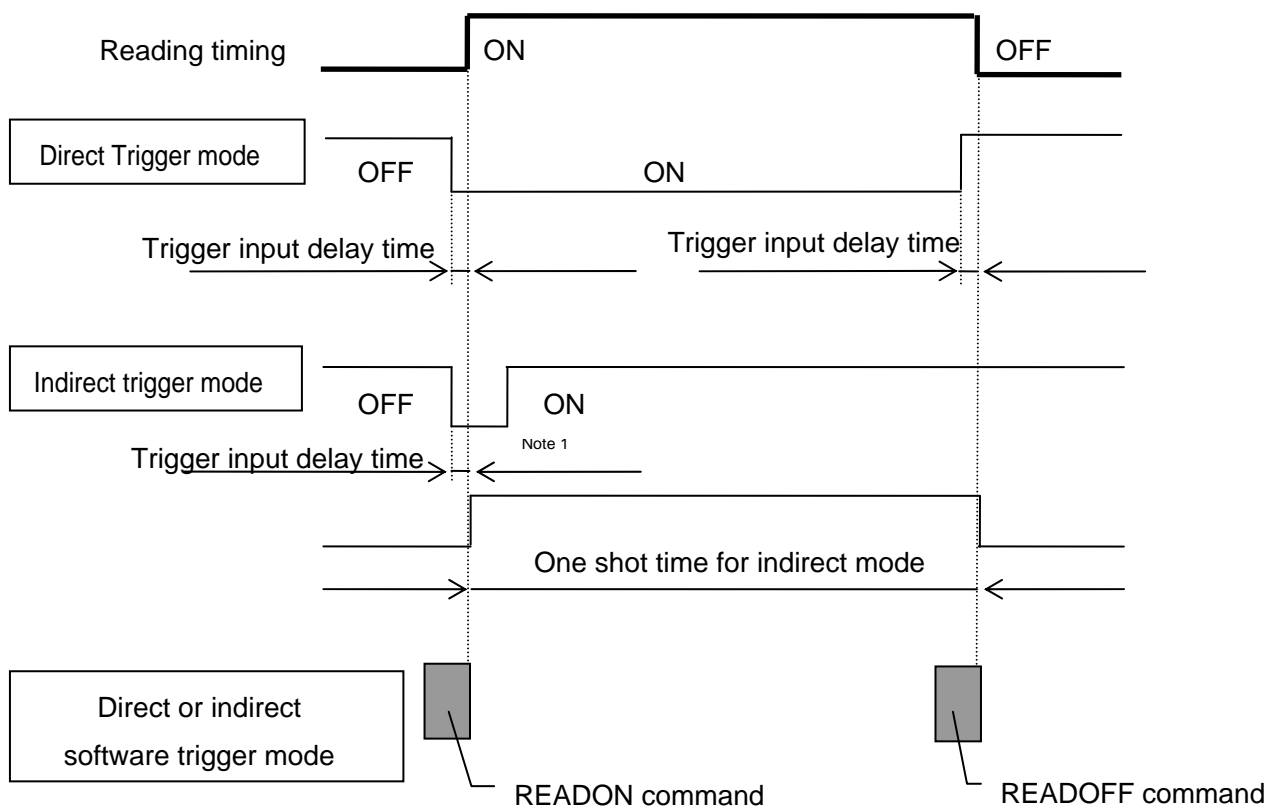 Reading timing
ON
OFF
Direct Trigger mode
OFF
ON
Trigger input delay time
Trigger input delay time
Indirect trigger mode
OFF
ON
Note 1
Trigger input delay time
One shot time for indirect mode
Direct or indirect
software trigger mode
READON command
READOFF command